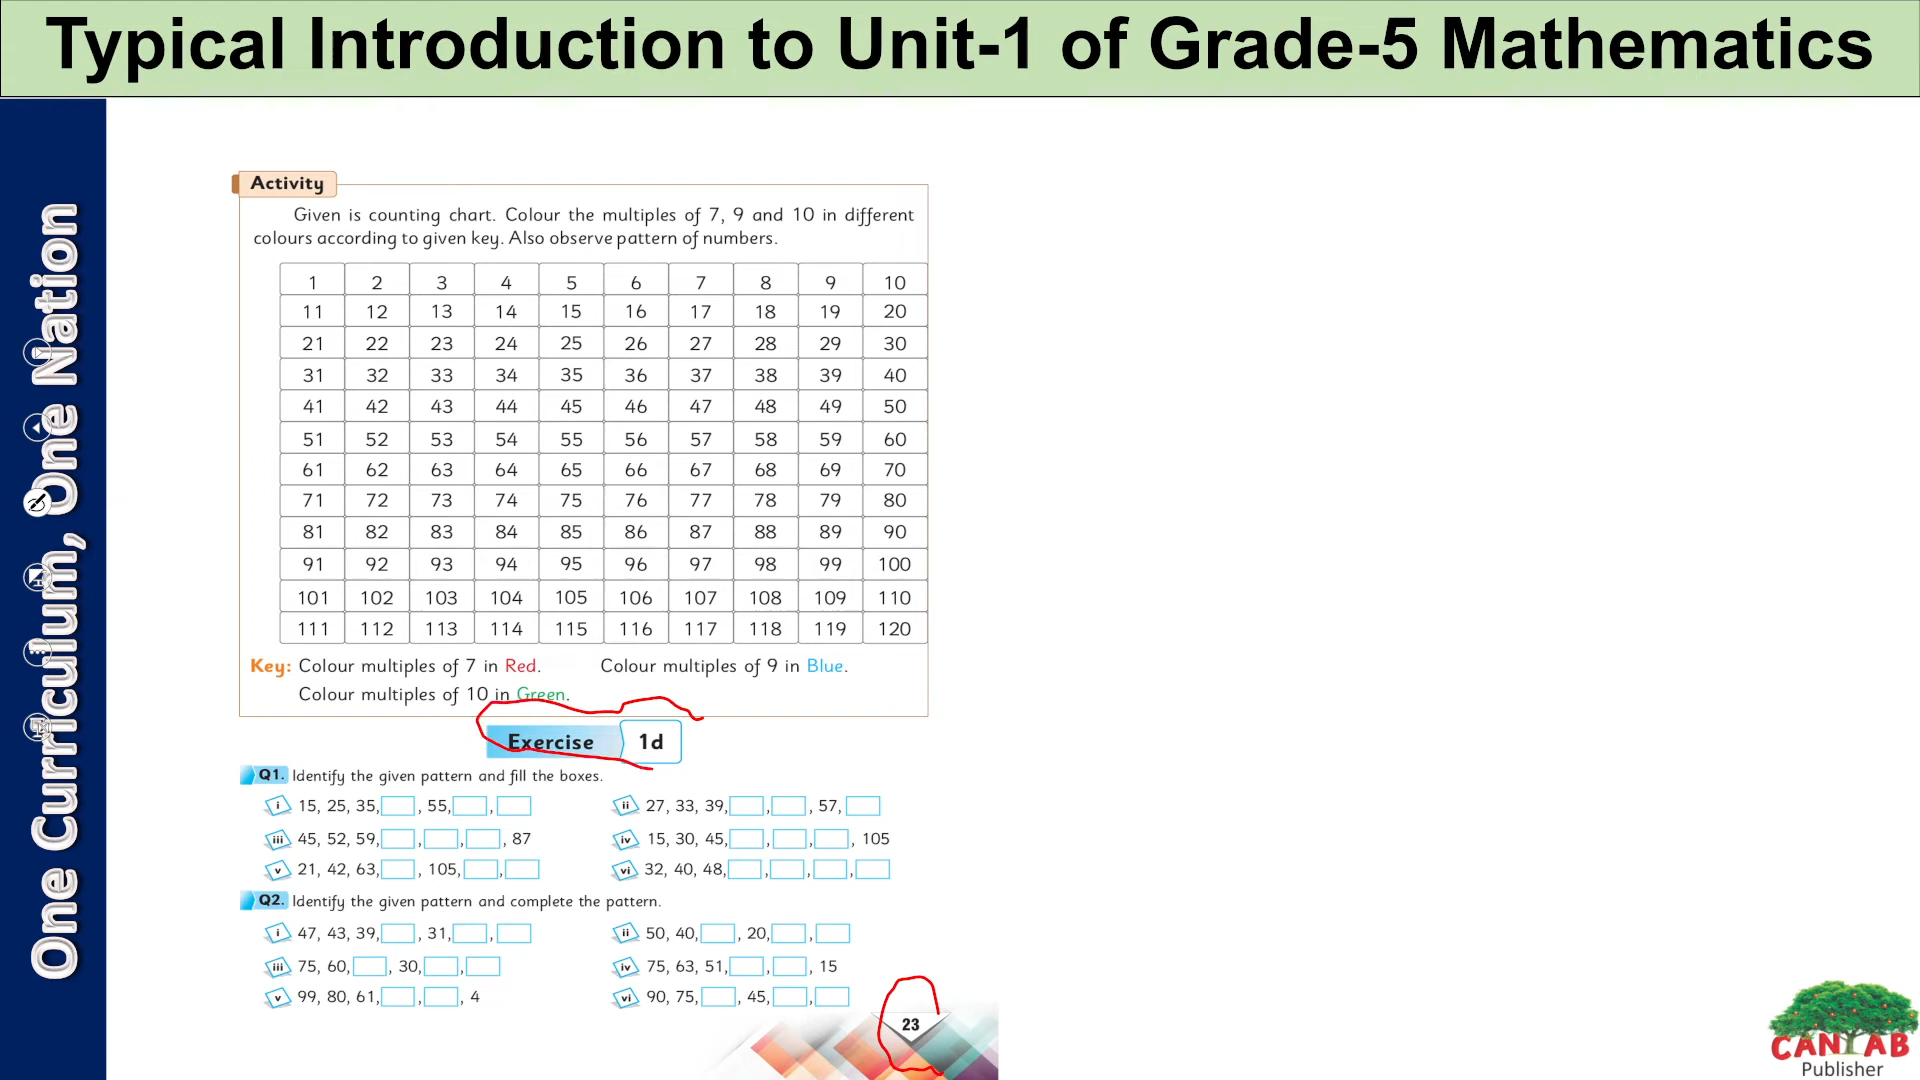 Typical Introduction to Unit-1 of Grade-5 Mathematics
One Curriculum, One Nation
Activity
Given is counting chart. Colour the multiples of 7, 9 and 10 in different
colours according to given key. Also observe pattern of numbers.
1 2 3 4 5 6 7 8 9 10
11 12 13 14 15 16 17 18 19 20
21 22 23 24 25 26 27 28 29 30
31 32 33 34 35 36 37 38 39 40
41 42 43 44 45 46 47 48 49 50
51 52 53 54 55 56 57 58 59 60
61 62 63 64 65 66 67 68 69 70
71 72 73 74 75 76 77 78 79 80
81 82 83 84 85 86 87 88 89 90
91 92 93 94 95 96 97 98 99 100
101 102 103 104 105 106 107 108 109 110
111 112 113 114 115 116 117 118 119 120
Key: Colour multiples of 7 in Red. Colour multiples of 9 in Blue.
Colour multiples of 10 in Green.
Exercise 1d
Q1. Identify the given pattern and fill the boxes.
i 15, 25, 35, , 55, , ii 27, 33, 39, , , 57,
iii 45, 52, 59, , , , 87 iv 15, 30, 45, , , , 105
v 21, 42, 63, , 105, , vi 32, 40, 48, , , ,
Q2. Identify the given pattern and complete the pattern.
i 47, 43, 39, , 31, , ii 50, 40, , 20, ,
iii 75, 60, , 30, , iv 75, 63, 51, , , 15
v 99, 80, 61, , , 4 vi 90, 75, , 45, ,
23
CANTAB
Publisher